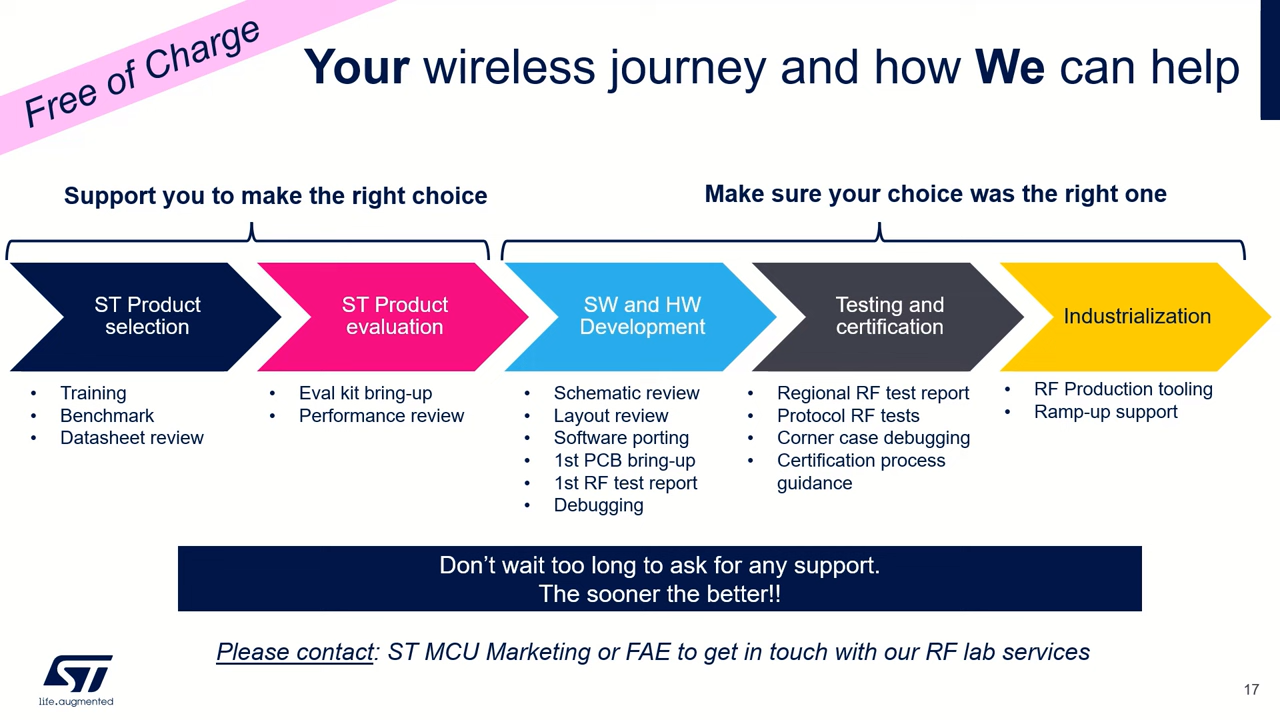 Free of Charge
Your wireless journey and how We can help
Support you to make the right choice
Make sure your choice was the right one
ST Product
selection
ST Product
evaluation
SW and HW
Development
Testing and
certification
Industrialization
• Training
• Benchmark
• Datasheet review
• Eval kit bring-up
• Performance review
• Schematic review
• Layout review
• Software porting
• 1st PCB bring-up
• 1st RF test report
• Debugging
• Regional RF test report
• Protocol RF tests
• Corner case debugging
• Certification process
guidance
• RF Production tooling
• Ramp-up support
Don’t wait too long to ask for any support.
The sooner the better!!
Please contact: ST MCU Marketing or FAE to get in touch with our RF lab services
ST
life.augmented
17